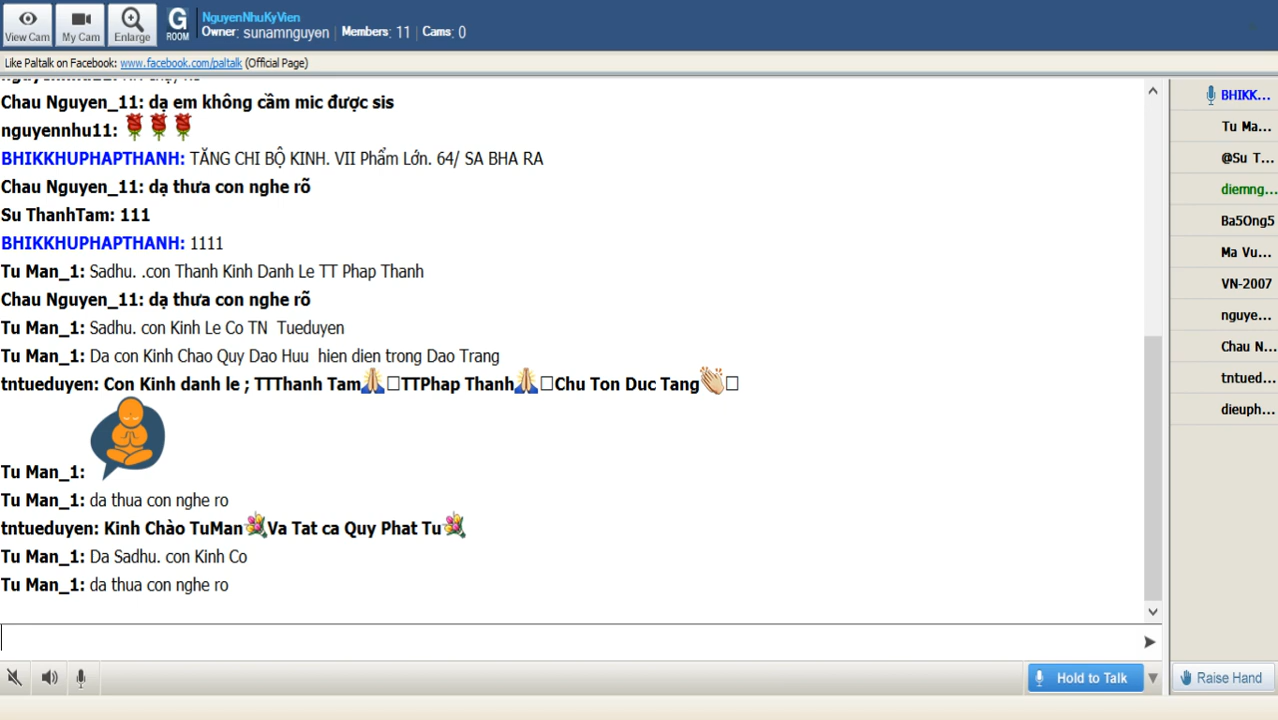 View Cam
My Cam
Enlarge
G
ROOM
NguyenNhuKyVien
Owner: sunamnguyen | Members: 11 | Cams: 0
Like Paltalk on Facebook: www.facebook.com/paltalk (Official Page)
Chau Nguyen_11: dạ em không cầm mic được sis
nguyennhu11:
BHIKKHUPHAPTHANH: TĂNG CHI BỘ KINH. VII Phẩm Lớn. 64/ SA BHA RA
Chau Nguyen_11: dạ thưa con nghe rõ
Su ThanhTam: 111
BHIKKHUPHAPTHANH: 1111
Tu Man_1: Sadhu. .con Thanh Kinh Danh Le TT Phap Thanh
Chau Nguyen_11: dạ thưa con nghe rõ
Tu Man_1: Sadhu. con Kinh Le Co TN Tueduyen
Tu Man_1: Da con Kinh Chao Quy Dao Huu hien dien trong Dao Trang
tntueduyen: Con Kinh danh le ; TTThanh Tam TTPhap Thanh Chu Ton Duc Tang
Tu Man_1:
Tu Man_1: da thua con nghe ro
tntueduyen: Kinh Chào TuMan Va Tat ca Quy Phat Tu
Tu Man_1: Da Sadhu. con Kinh Co
Tu Man_1: da thua con nghe ro
Hold to Talk
BHIKK...
Tu Ma...
@Su T...
diemng...
Ba5Ong5
Ma Vu...
VN-2007
nguye...
Chau N...
tntued...
dieuph...
Raise Hand